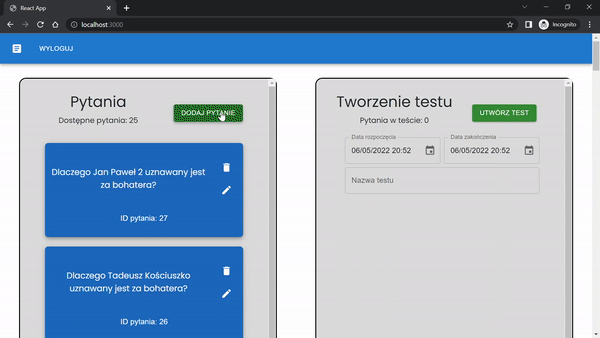 React App
localhost:3000
Incognito
WYLOGUJ
Pytania
Dostępne pytania: 25
DODAJ PYTANIE
Dlaczego Jan Paweł 2 uznawany jest
za bohatera?
ID pytania: 27
Dlaczego Tadeusz Kościuszko
uznawany jest za bohatera?
ID pytania: 26
Tworzenie testu
Pytania w teście: 0
UTWÓRZ TEST
Data rozpoczęcia
06/05/2022 20:52
Data zakończenia
06/05/2022 20:52
Nazwa testu